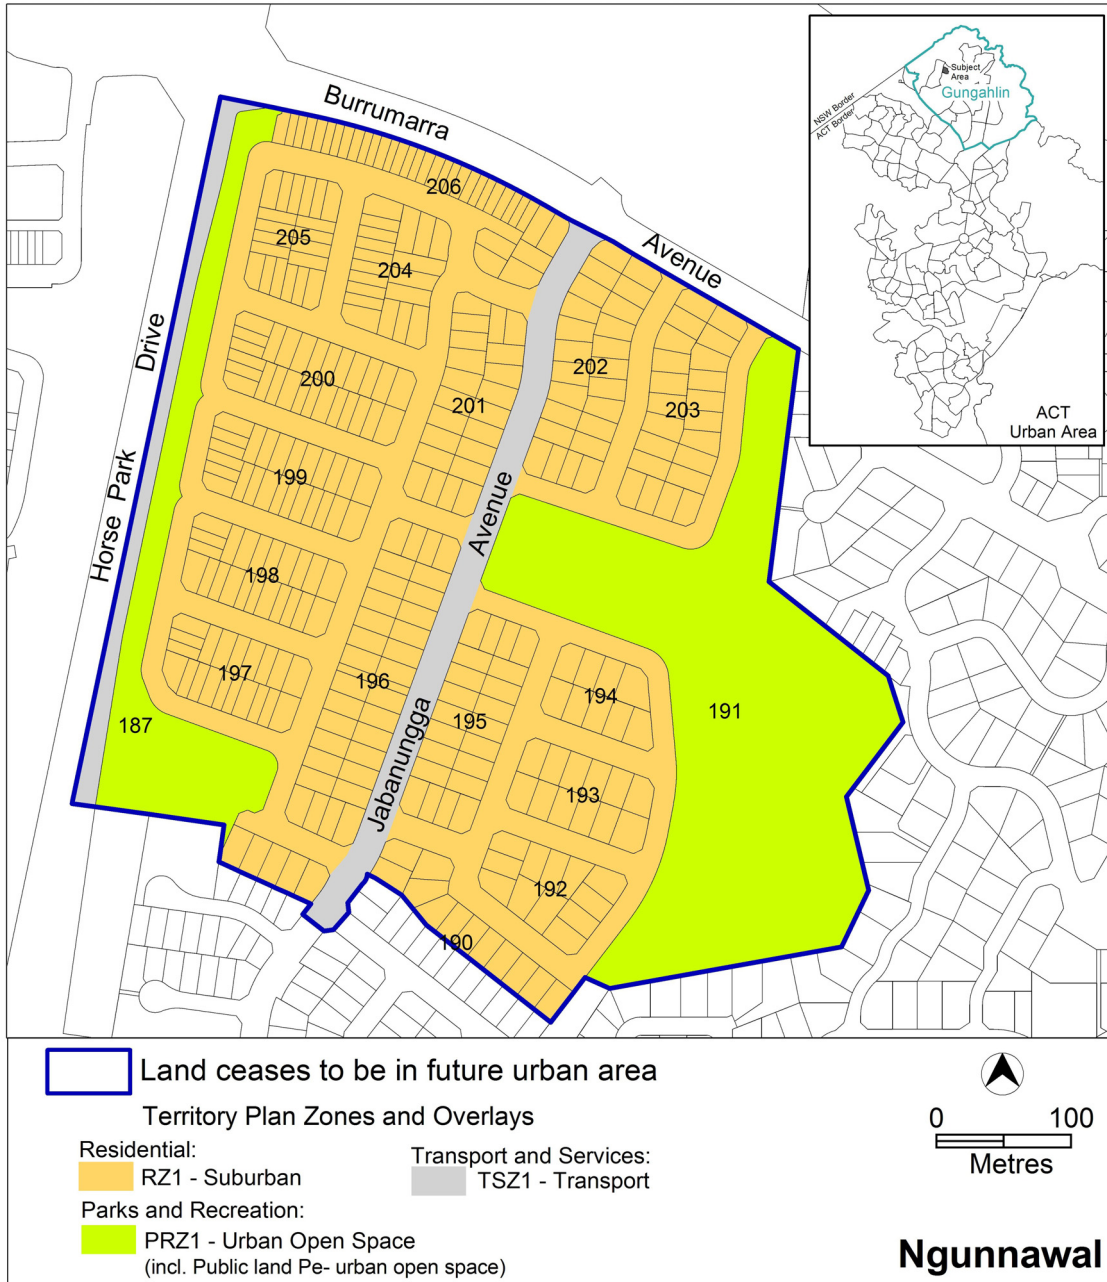 Burrumarra
Avenue
NSW Border
ACT Border
Subject
Area
Gungahlin
ACT
Urban Area
Horse Park
Drive
206
205
204
200
201
202
203
199
198
197
196
195
194
193
192
191
190
187
Jabanungga
Avenue
Land ceases to be in future urban area
Territory Plan Zones and Overlays
Residential:
RZ1 - Suburban
Transport and Services:
TSZ1 - Transport
Parks and Recreation:
PRZ1 - Urban Open Space
(incl. Public land Pe- urban open space)
0 100
Metres
Ngunnawal